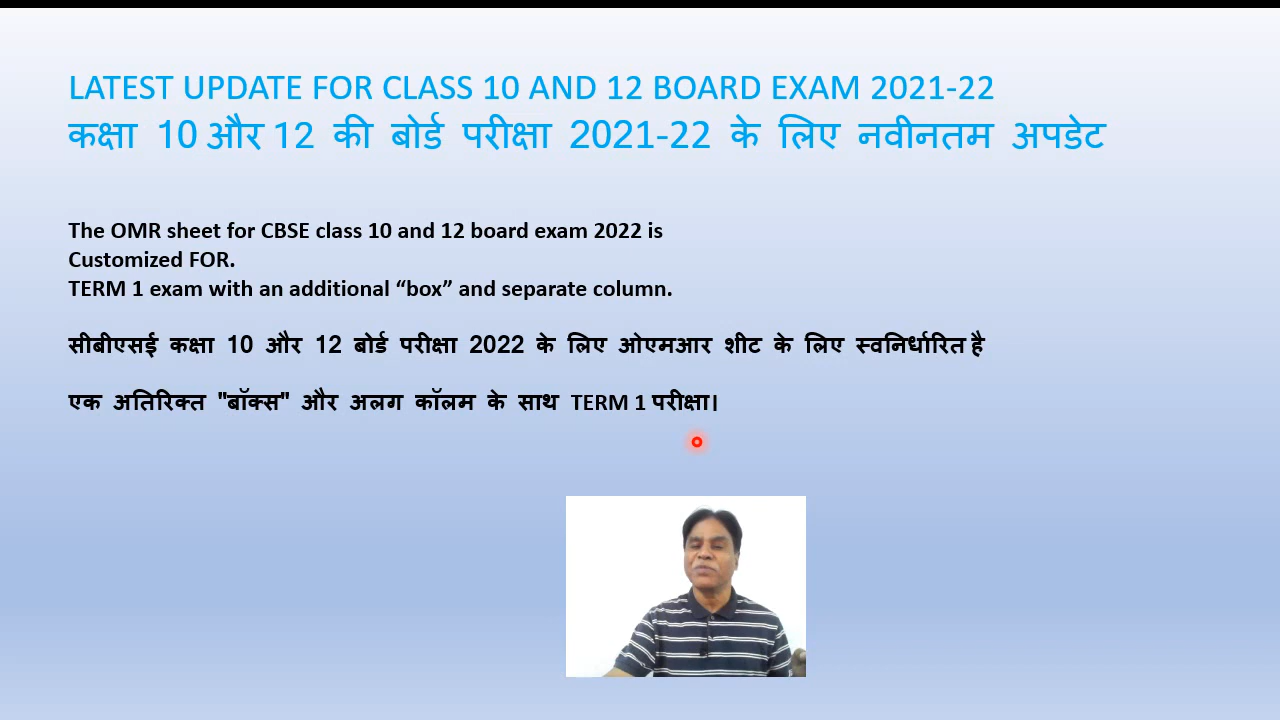 LATEST UPDATE FOR CLASS 10 AND 12 BOARD EXAM 2021-22
कक्षा 10 और 12 की बोर्ड परीक्षा 2021-22 के लिए नवीनतम अपडेट
The OMR sheet for CBSE class 10 and 12 board exam 2022 is
Customized FOR.
TERM 1 exam with an additional “box” and separate column.
सीबीएसई कक्षा 10 और 12 बोर्ड परीक्षा 2022 के लिए ओएमआर शीट के लिए स्वनिर्धारित है
एक अतिरिक्त "बॉक्स" और अलग कॉलम के साथ TERM 1 परीक्षा।